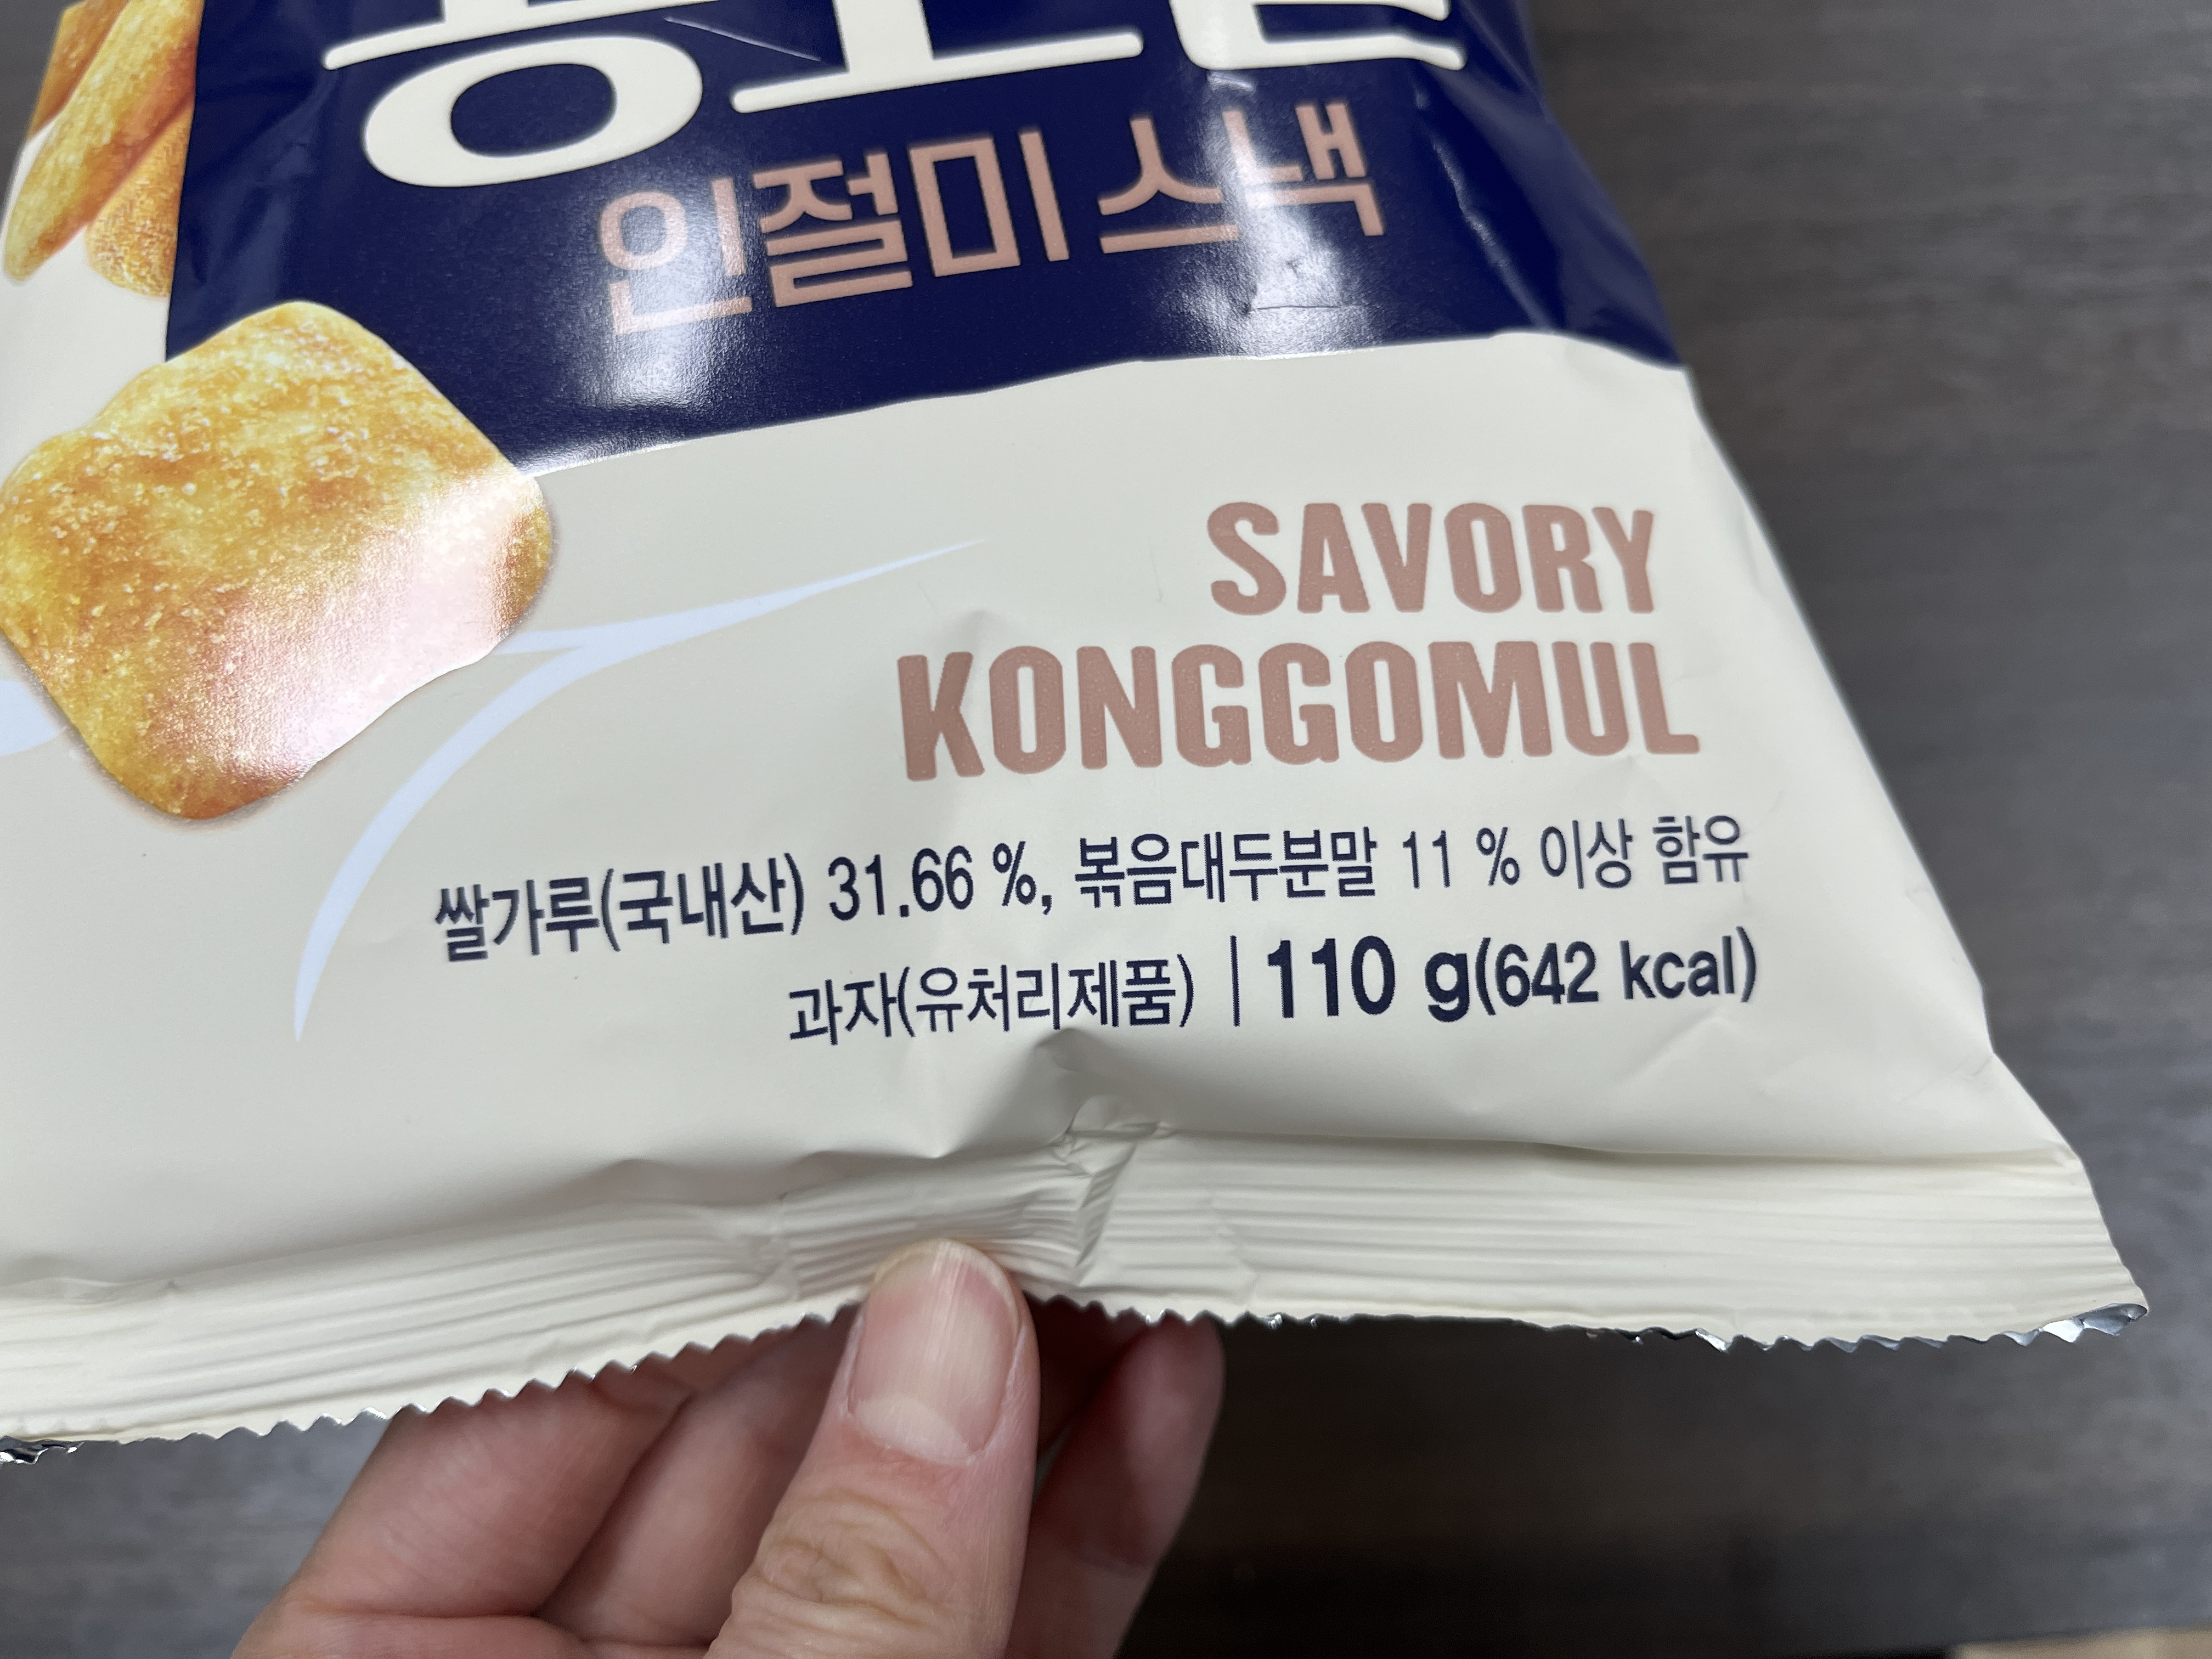 인절미 스낵
SAVORY
KONGGOMUL
쌀가루(국내산) 31.66 %, 볶음대두분말 11 % 이상 함유
과자(유처리제품) | 110 g(642 kcal)